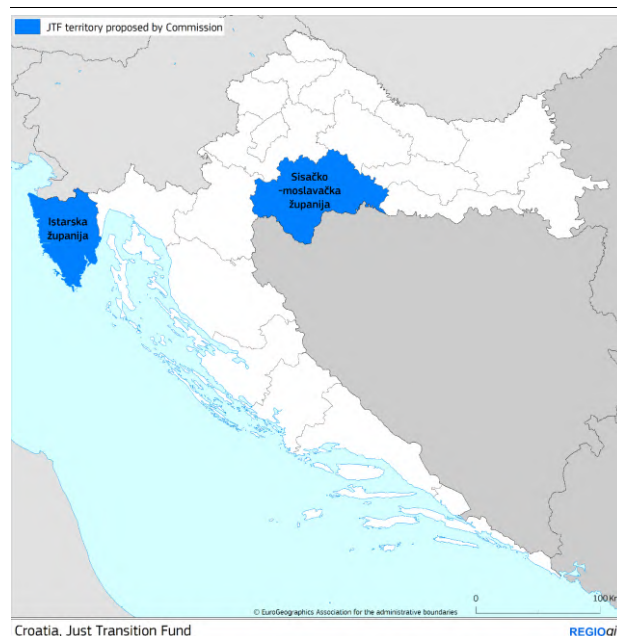 JTF territory proposed by Commission
Istarska
županija
Sisačko
-moslavačka
županija
0
100 Km
© EuroGeographics Association for the administrative boundaries
Croatia, Just Transition Fund
REGIOgi